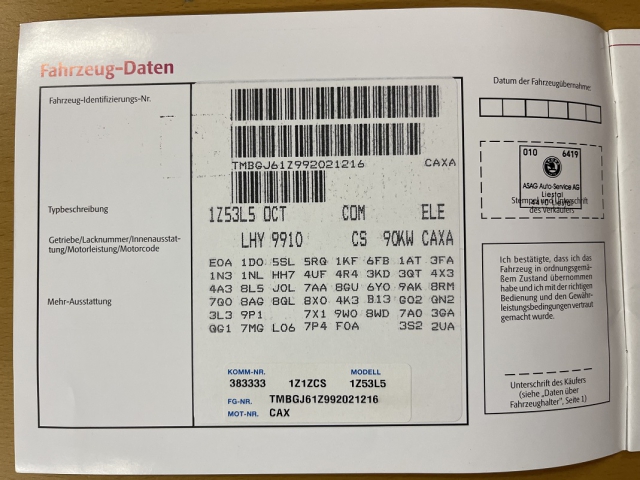 Fahrzeug-Daten
Fahrzeug-Identifizierungs-Nr.
TMBGJ61Z992021216 CAXA
Typbeschreibung
1Z53L5 OCT COM ELE
Getriebe/Lacknummer/Innenausstat-
tung/Motorleistung/Motorcode
LHY 9910 CS 90KW CAXA
Mehr-Ausstattung
E0A 1D0 5SL 5RQ 1KF 6FB 1AT 3FA
1N3 1NL HH7 4UF 4R4 3KD 3QT 4X3
4A3 8L5 J0L 7AA 8GU 6Y0 9AK 8RM
7Q0 8AG 8QL 8X0 4K3 B13 G02 QN2
3L3 9P1 7X1 9W0 8WD 7A0 3GA
QG1 7MG L06 7P4 F0A 3S2 2UA
KOMM-NR. MODELL
383333 1Z1ZCS 1Z53L5
FG-NR. TMBGJ61Z992021216
MOT-NR. CAX
Datum der Fahrzeugübernahme:
010 6419
ASAG Auto-Service AG
Liestal
4410 Liestal
Stempel und Unterschrift
des Verkäufers
Ich bestätige, dass ich das
Fahrzeug in ordnungsgemä-
ßem Zustand übernommen
habe und ich mit der richtigen
Bedienung und den Gewähr-
leistungsbedingungen vertraut
gemacht wurde.
Unterschrift des Käufers
(siehe „Daten über
Fahrzeughalter", Seite 1)